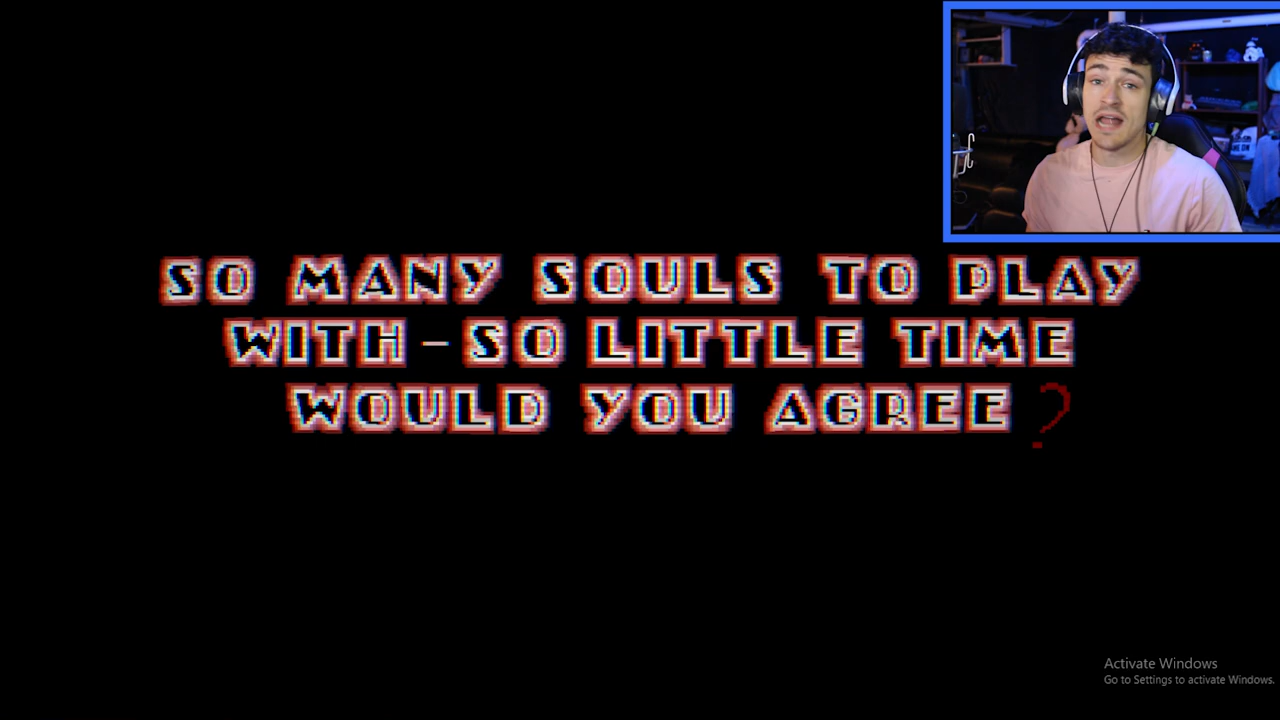 SO MANY SOULS TO PLAY
WITH-SO LITTLE TIME
WOULD YOU AGREE?
Activate Windows
Go to Settings to activate Windows.